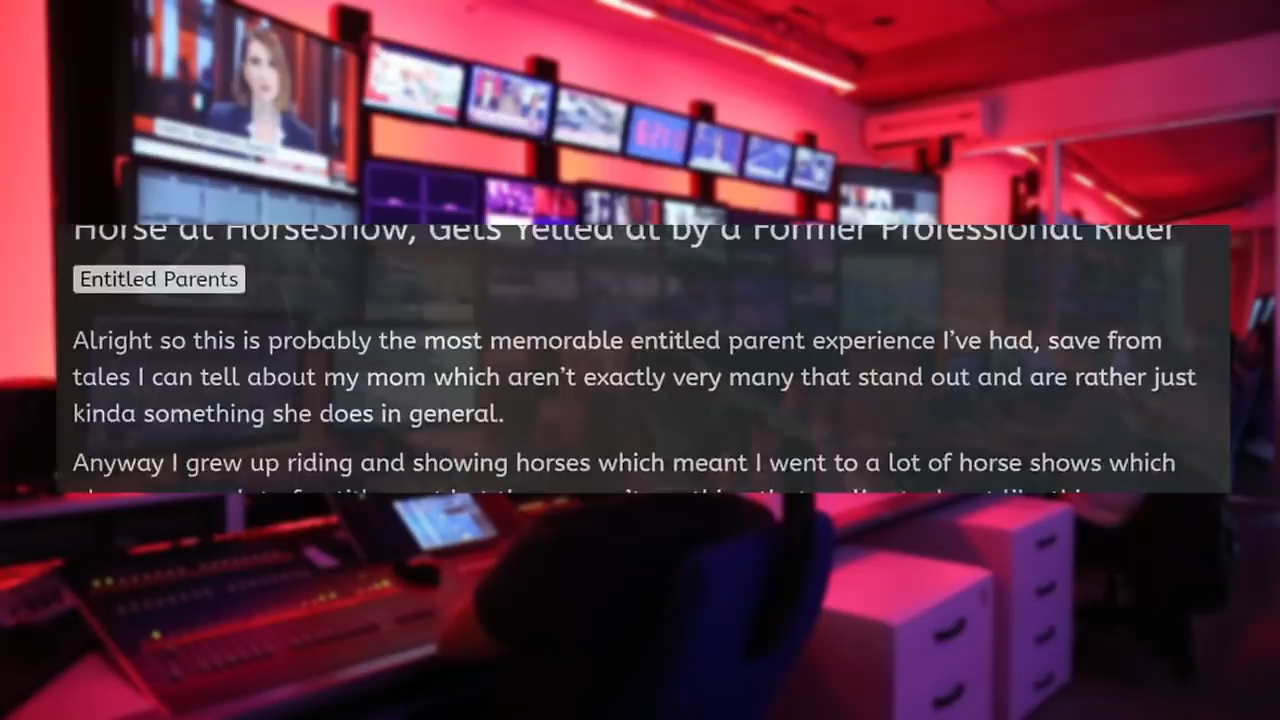 Horse at HorseShow, Gets Yelled at by a Former Professional Rider
Entitled Parents
Alright so this is probably the most memorable entitled parent experience I’ve had, save from
tales I can tell about my mom which aren’t exactly very many that stand out and are rather just
kinda something she does in general.
Anyway I grew up riding and showing horses which meant I went to a lot of horse shows which